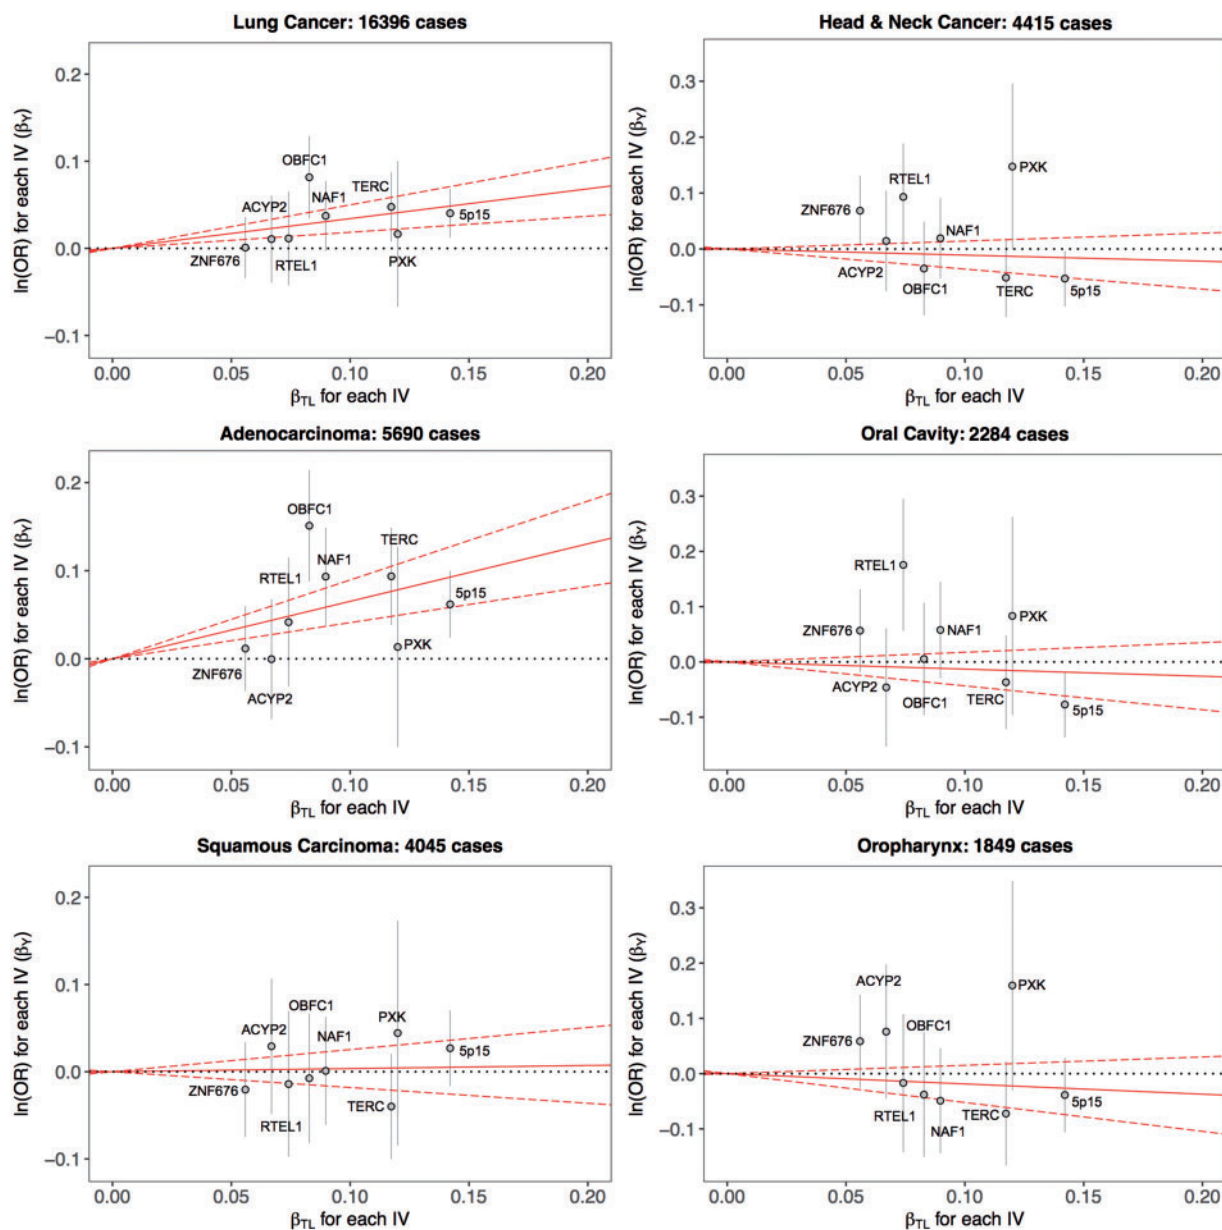 Lung Cancer: 16396 cases
ln(OR) for each IV (βY)
0.2
0.1
0.0
−0.1
OBFC1
NAF1
TERC
ACYP2
5p15
ZNF676
RTEL1
PXK
0.00 0.05 0.10 0.15 0.20
βTL for each IV
Head & Neck Cancer: 4415 cases
ln(OR) for each IV (βY)
0.3
0.2
0.1
0.0
−0.1
PXK
RTEL1
ZNF676
NAF1
ACYP2
OBFC1
TERC
5p15
0.00 0.05 0.10 0.15 0.20
βTL for each IV
Adenocarcinoma: 5690 cases
ln(OR) for each IV (βY)
0.2
0.1
0.0
−0.1
OBFC1
TERC
NAF1
RTEL1
5p15
PXK
ZNF676
ACYP2
0.00 0.05 0.10 0.15 0.20
βTL for each IV
Oral Cavity: 2284 cases
ln(OR) for each IV (βY)
0.3
0.2
0.1
0.0
−0.1
RTEL1
PXK
ZNF676
NAF1
ACYP2
OBFC1
TERC
5p15
0.00 0.05 0.10 0.15 0.20
βTL for each IV
Squamous Carcinoma: 4045 cases
ln(OR) for each IV (βY)
0.2
0.1
0.0
−0.1
OBFC1
PXK
ACYP2
NAF1
5p15
ZNF676
TERC
RTEL1
0.00 0.05 0.10 0.15 0.20
βTL for each IV
Oropharynx: 1849 cases
ln(OR) for each IV (βY)
0.3
0.2
0.1
0.0
−0.1
ACYP2
PXK
OBFC1
ZNF676
5p15
RTEL1
TERC
NAF1
0.00 0.05 0.10 0.15 0.20
βTL for each IV